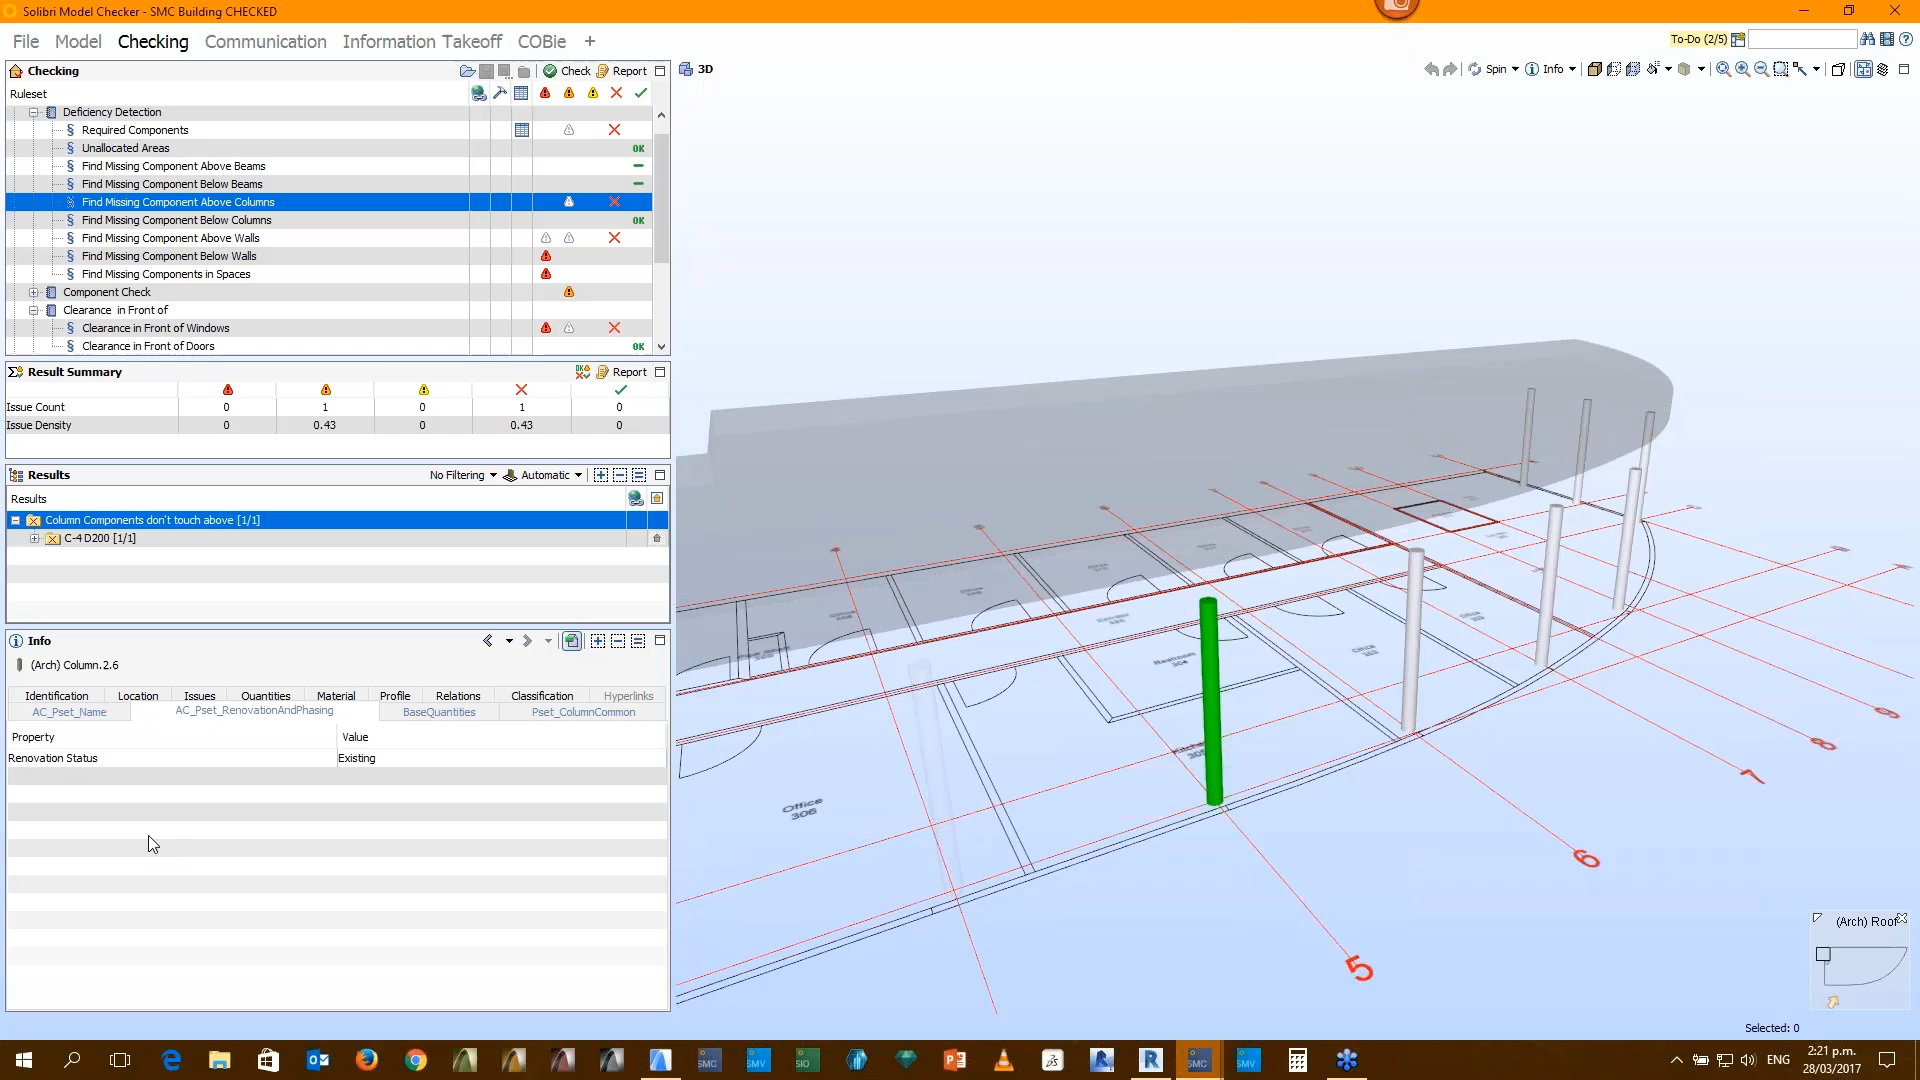 Solibri Model Checker - SMC Building CHECKED
File Model Checking Communication Information Takeoff COBie +
To-Do (2/5)
Checking Check Report
3D
Spin Info
Ruleset
Deficiency Detection
Required Components
Unallocated Areas OK
Find Missing Component Above Beams
Find Missing Component Below Beams
Find Missing Component Above Columns
Find Missing Component Below Columns OK
Find Missing Component Above Walls
Find Missing Component Below Walls
Find Missing Components in Spaces
Component Check
Clearance in Front of
Clearance in Front of Windows
Clearance in Front of Doors OK
Result Summary Report
Issue Count 0 1 0 1 0
Issue Density 0 0.43 0 0.43 0
Results No Filtering Automatic
Results
Column Components don't touch above [1/1]
C-4 D200 [1/1]
Info
(Arch) Column.2.6
Identification Location Issues Quantities Material Profile Relations Classification Hyperlinks
AC_Pset_Name AC_Pset_RenovationAndPhasing BaseQuantities Pset_ColumnCommon
Property Value
Renovation Status Existing
Office
306
5
6
7
8
(Arch) Roof
Selected: 0
SMC SMV SIO SMC SMV
ENG
2:21 p.m.
28/03/2017